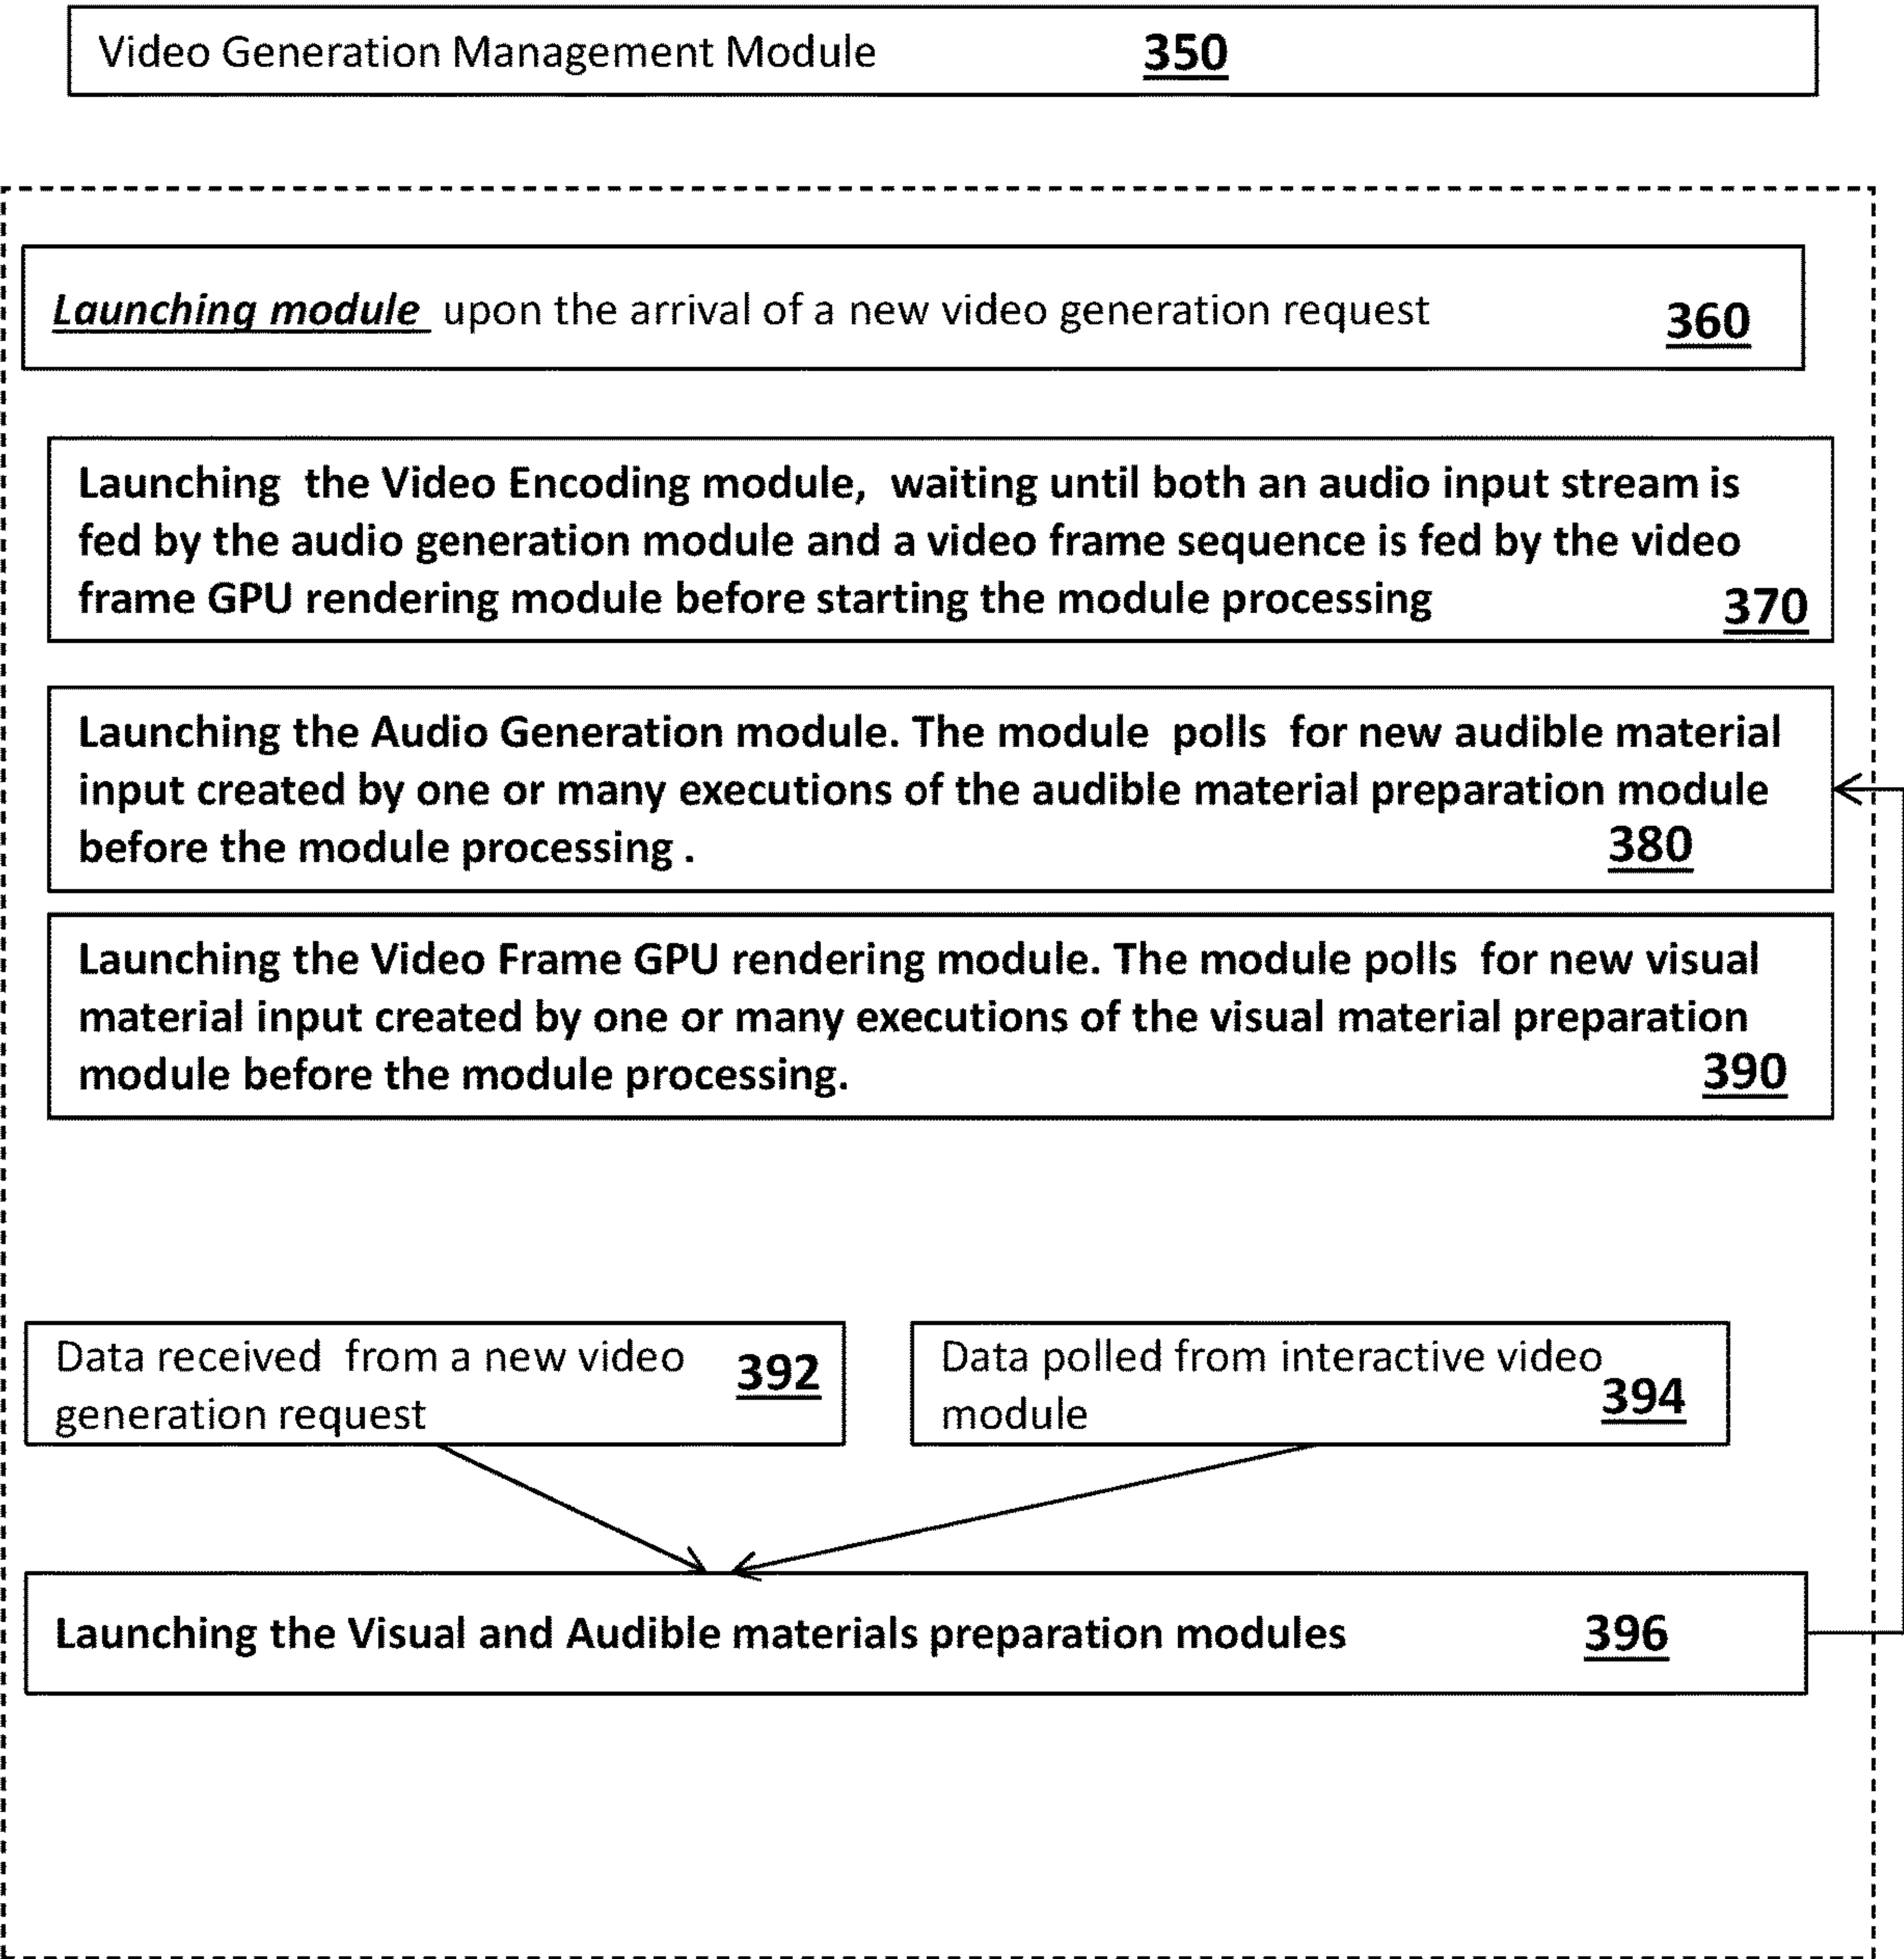 Video Generation Management Module 350
Launching module upon the arrival of a new video generation request 360
Launching the Video Encoding module, waiting until both an audio input stream is
fed by the audio generation module and a video frame sequence is fed by the video
frame GPU rendering module before starting the module processing 370
Launching the Audio Generation module. The module polls for new audible material
input created by one or many executions of the audible material preparation module
before the module processing . 380
Launching the Video Frame GPU rendering module. The module polls for new visual
material input created by one or many executions of the visual material preparation
module before the module processing. 390
Data received from a new video
generation request 392
Data polled from interactive video
module 394
Launching the Visual and Audible materials preparation modules 396